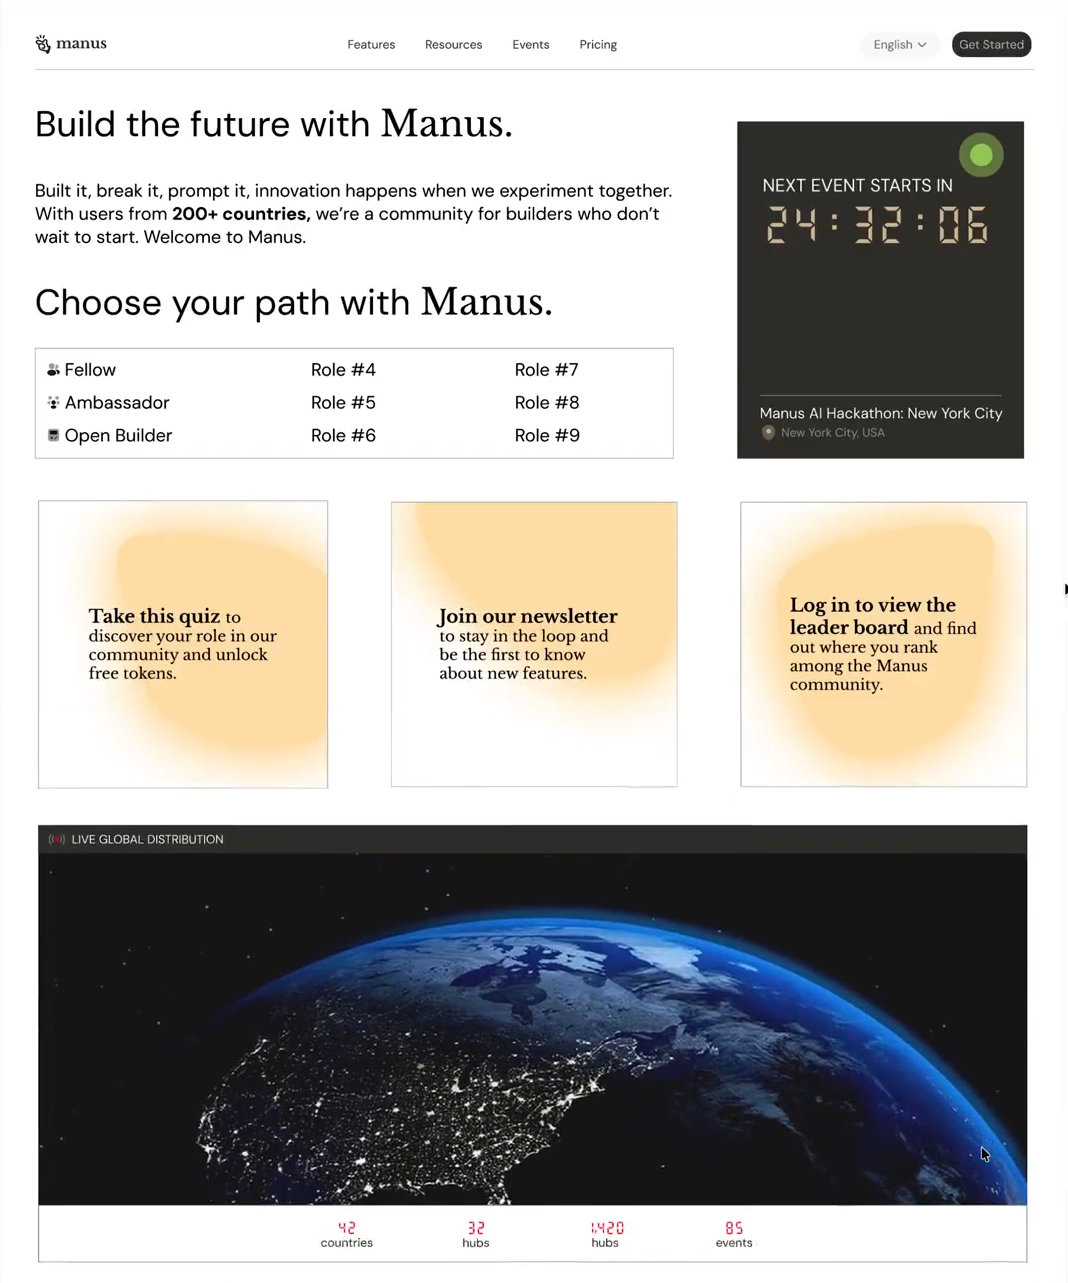 manus
Features
Resources
Events
Pricing
English
Get Started
Build the future with Manus.
Built it, break it, prompt it, innovation happens when we experiment together.
With users from 200+ countries, we're a community for builders who don't
wait to start. Welcome to Manus.
NEXT EVENT STARTS IN
24:32:06
Manus AI Hackathon: New York City
New York City, USA
Choose your path with Manus.
Fellow
Role #4
Role #7
Ambassador
Role #5
Role #8
Open Builder
Role #6
Role #9
Take this quiz to
discover your role in our
community and unlock
free tokens.
Join our newsletter
to stay in the loop and
be the first to know
about new features.
Log in to view the
leader board and find
out where you rank
among the Manus
community.
LIVE GLOBAL DISTRIBUTION
42
countries
32
hubs
1,420
hubs
85
events